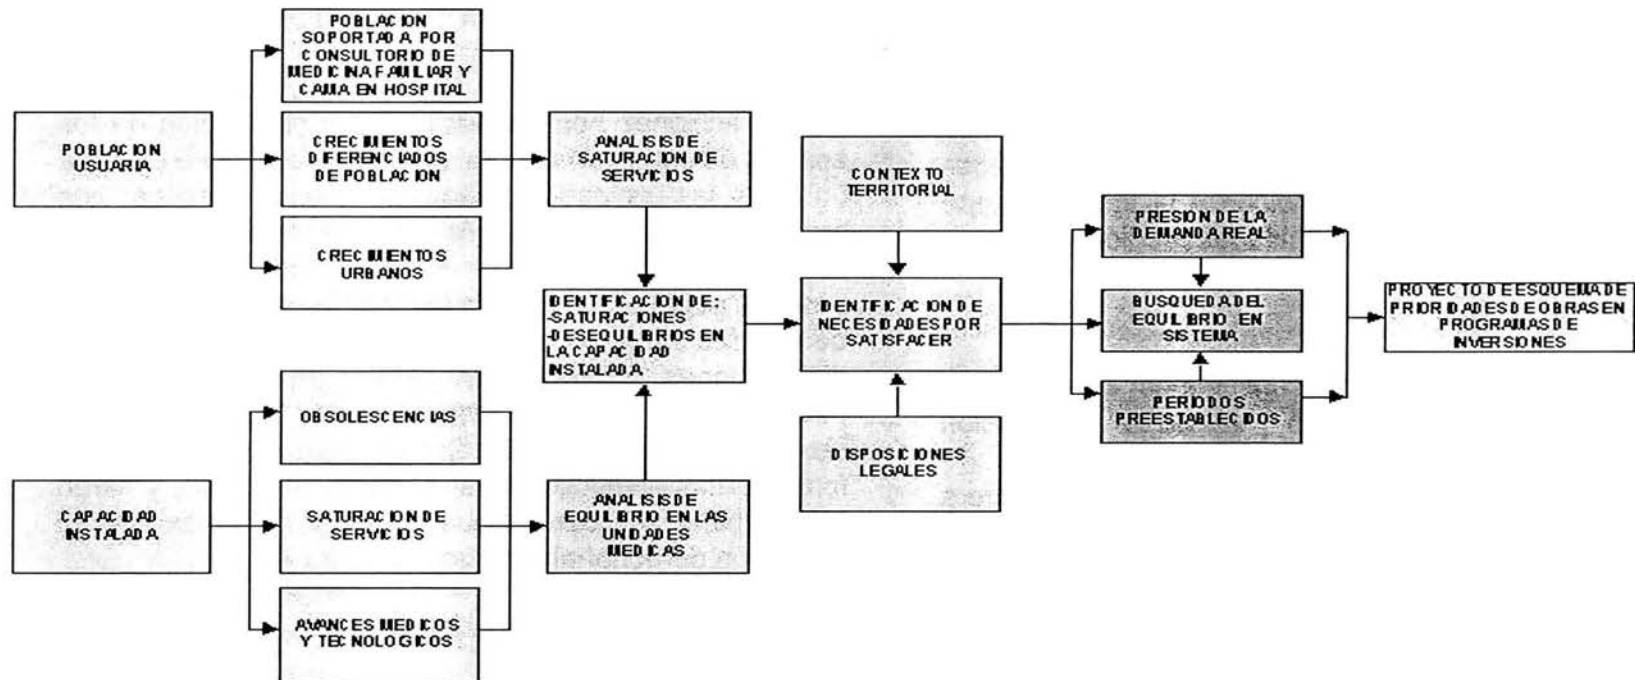 POBLACION
SOPORTADA POR
CONSULTORIO DE
MEDICINA FAMILIAR Y
CAMA EN HOSPITAL
POBLACION
USUARIA
CRECIMIENTOS
DIFERENCIADOS
DE POBLACION
CRECIMIENTOS
URBANOS
ANALISIS DE
SATURACION DE
SERVICIOS
IDENTIFICACION DE:
-SATURACIONES
-DESEQUILIBRIOS EN
LA CAPACIDAD
INSTALADA
OBSOLESCENCIAS
CAPACIDAD
INSTALADA
SATURACION DE
SERVICIOS
AVANCES MEDICOS
Y TECNOLOGICOS
ANALISIS DE
EQUILIBRIO EN LAS
UNIDADES
MEDICAS
CONTEXTO
TERRITORIAL
IDENTIFICACION DE
NECESIDADES POR
SATISFACER
DISPOSICIONES
LEGALES
PRESION DE LA
DEMANDA REAL
BUSQUEDA DEL
EQUILIBRIO EN
SISTEMA
PERIODOS
PREESTABLECIDOS
PROYECTO DE ESQUEMA DE
PRIORIDADES DE OBRAS EN
PROGRAMAS DE
INVERSIONES